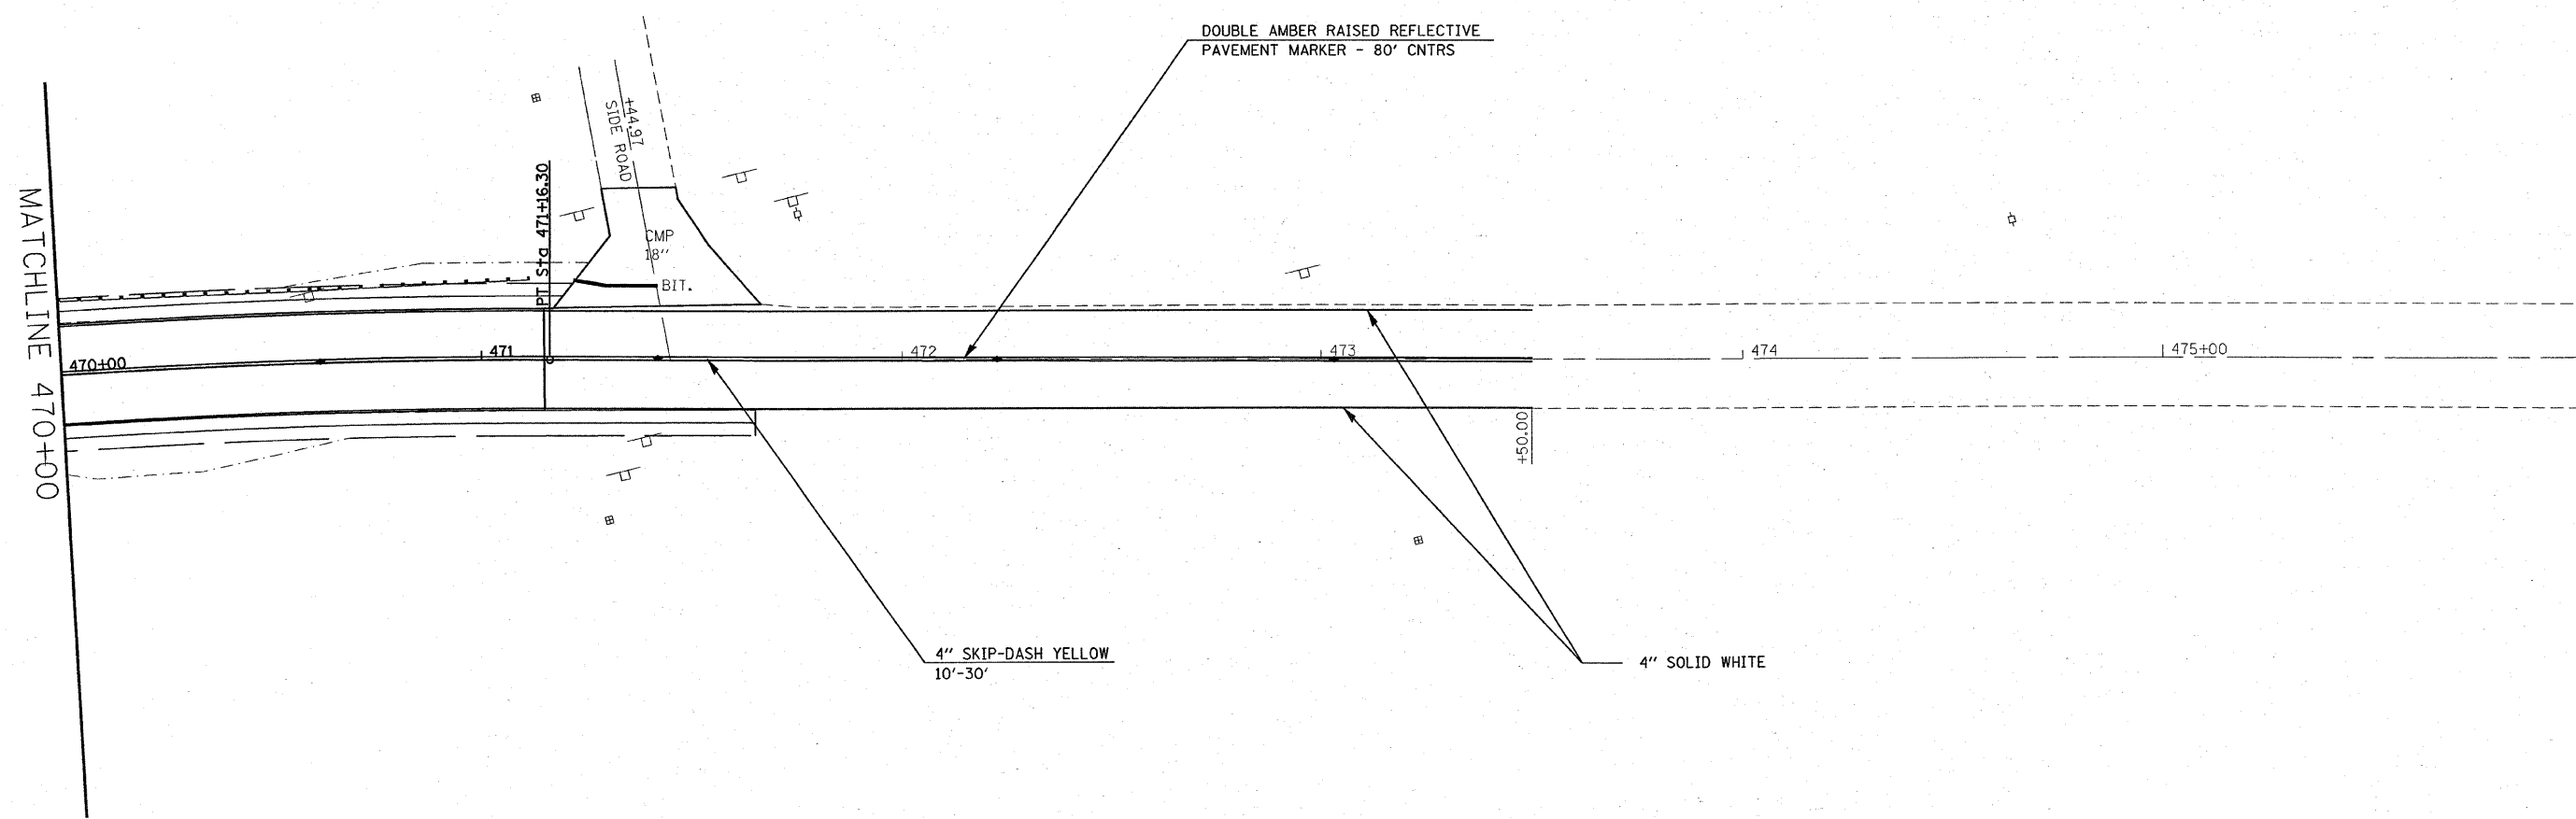 DOUBLE AMBER RAISED REFLECTIVE
PAVEMENT MARKER - 80' CNTRS
+44.97
SIDE ROAD
MATCHLINE 470+00
PT Sta 471+16.30
CMP
18"
BIT.
470+00
471
472
473
474
475+00
+50.00
4" SKIP-DASH YELLOW
10'-30'
4" SOLID WHITE